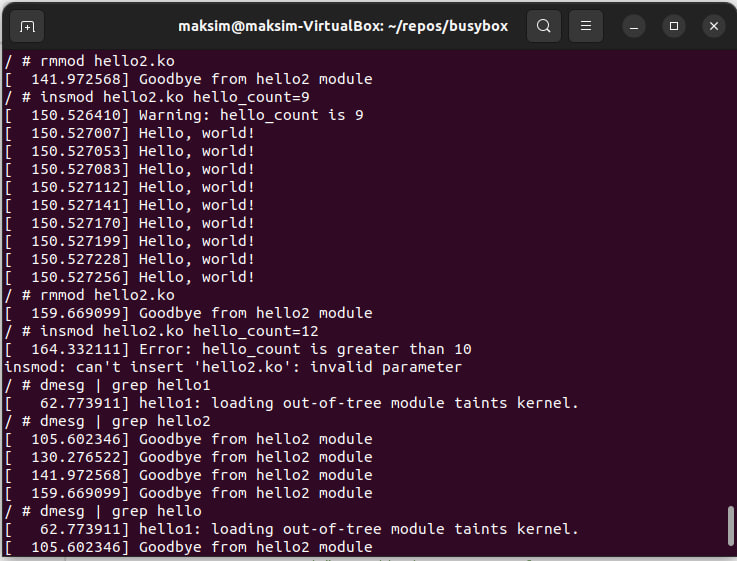 maksim@maksim-VirtualBox: ~/repos/busybox
/ # rmmod hello2.ko
[  141.972568] Goodbye from hello2 module
/ # insmod hello2.ko hello_count=9
[  150.526410] Warning: hello_count is 9
[  150.527007] Hello, world!
[  150.527053] Hello, world!
[  150.527083] Hello, world!
[  150.527112] Hello, world!
[  150.527141] Hello, world!
[  150.527170] Hello, world!
[  150.527199] Hello, world!
[  150.527228] Hello, world!
[  150.527256] Hello, world!
/ # rmmod hello2.ko
[  159.669099] Goodbye from hello2 module
/ # insmod hello2.ko hello_count=12
[  164.332111] Error: hello_count is greater than 10
insmod: can't insert 'hello2.ko': invalid parameter
/ # dmesg | grep hello1
[   62.773911] hello1: loading out-of-tree module taints kernel.
/ # dmesg | grep hello2
[  105.602346] Goodbye from hello2 module
[  130.276522] Goodbye from hello2 module
[  141.972568] Goodbye from hello2 module
[  159.669099] Goodbye from hello2 module
/ # dmesg | grep hello
[   62.773911] hello1: loading out-of-tree module taints kernel.
[  105.602346] Goodbye from hello2 module